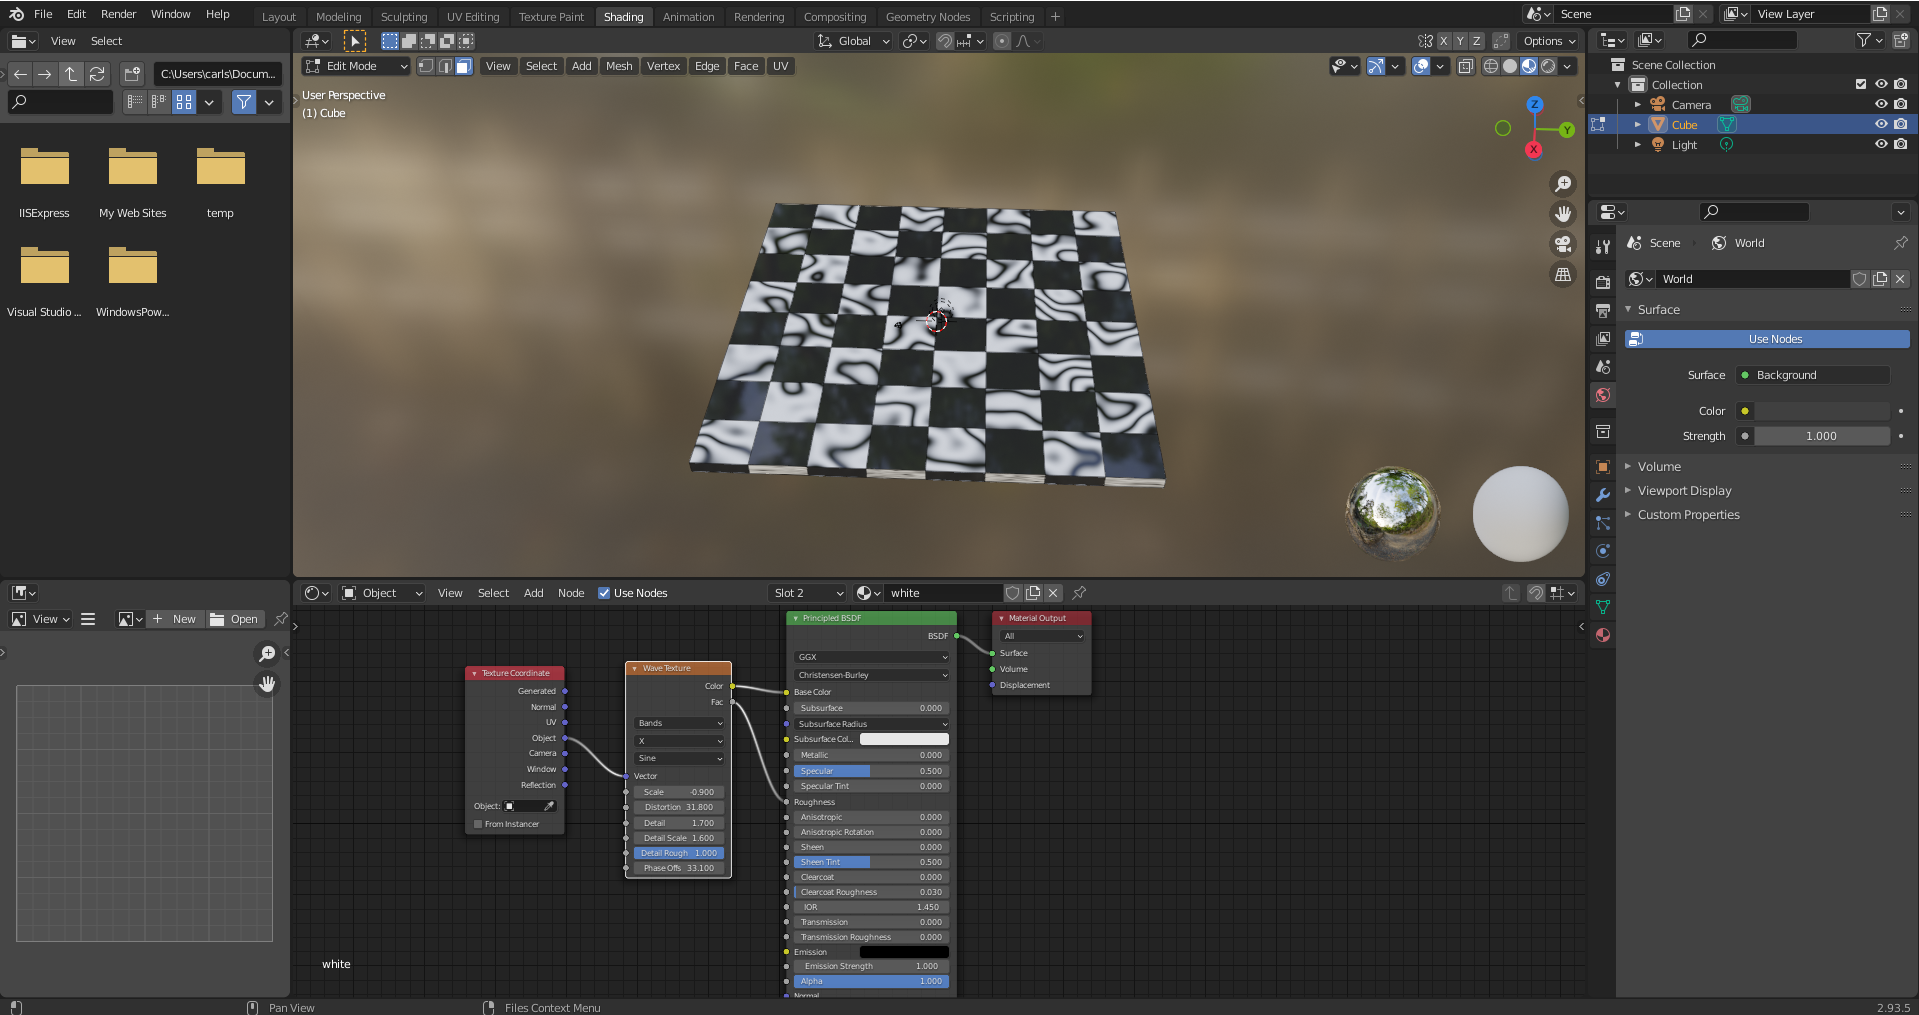 File Edit Render Window Help Layout Modeling Sculpting UV Editing Texture Paint Shading Animation Rendering Compositing Geometry Nodes Scripting + Scene View Layer
View Select
Global
X Y Z Options
C:\Users\carls\Docum...
Edit Mode View Select Add Mesh Vertex Edge Face UV
User Perspective
(1) Cube
Z
Y
X
IISExpress My Web Sites temp
Visual Studio ... WindowsPow...
Scene Collection
Collection
Camera
Cube
Light
Scene World
World
Surface
Use Nodes
Surface Background
Color
Strength 1.000
Volume
Viewport Display
Custom Properties
View + New Open
Object View Select Add Node Use Nodes Slot 2 white
Texture Coordinate
Generated
Normal
UV
Object
Camera
Window
Reflection
Object:
From Instancer
Wave Texture
Color
Fac
Bands
X
Sine
Vector
Scale -0.900
Distortion 31.800
Detail 1.700
Detail Scale 1.600
Detail Rough 1.000
Phase Offs 33.100
Principled BSDF
BSDF
GGX
Christensen-Burley
Base Color
Subsurface 0.000
Subsurface Radius
Subsurface Col...
Metallic 0.000
Specular 0.500
Specular Tint 0.000
Roughness
Anisotropic 0.000
Anisotropic Rotation 0.000
Sheen 0.000
Sheen Tint 0.500
Clearcoat 0.000
Clearcoat Roughness 0.030
IOR 1.450
Transmission 0.000
Transmission Roughness 0.000
Emission
Emission Strength 1.000
Alpha 1.000
Normal
Material Output
All
Surface
Volume
Displacement
white
Pan View Files Context Menu 2.93.5